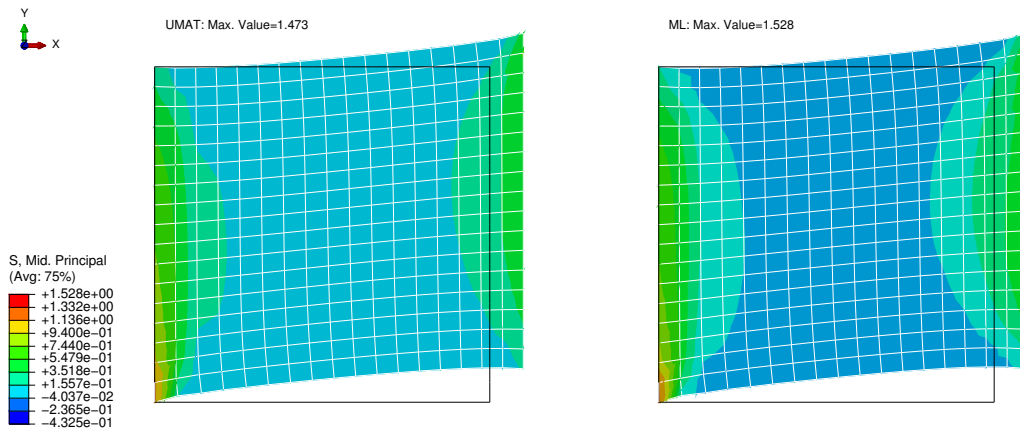 Y
X
UMAT: Max. Value=1.473
ML: Max. Value=1.528
S, Mid. Principal
(Avg: 75%)
+1.528e+00
+1.332e+00
+1.136e+00
+9.400e−01
+7.440e−01
+5.479e−01
+3.518e−01
+1.557e−01
−4.037e−02
−2.365e−01
−4.325e−01